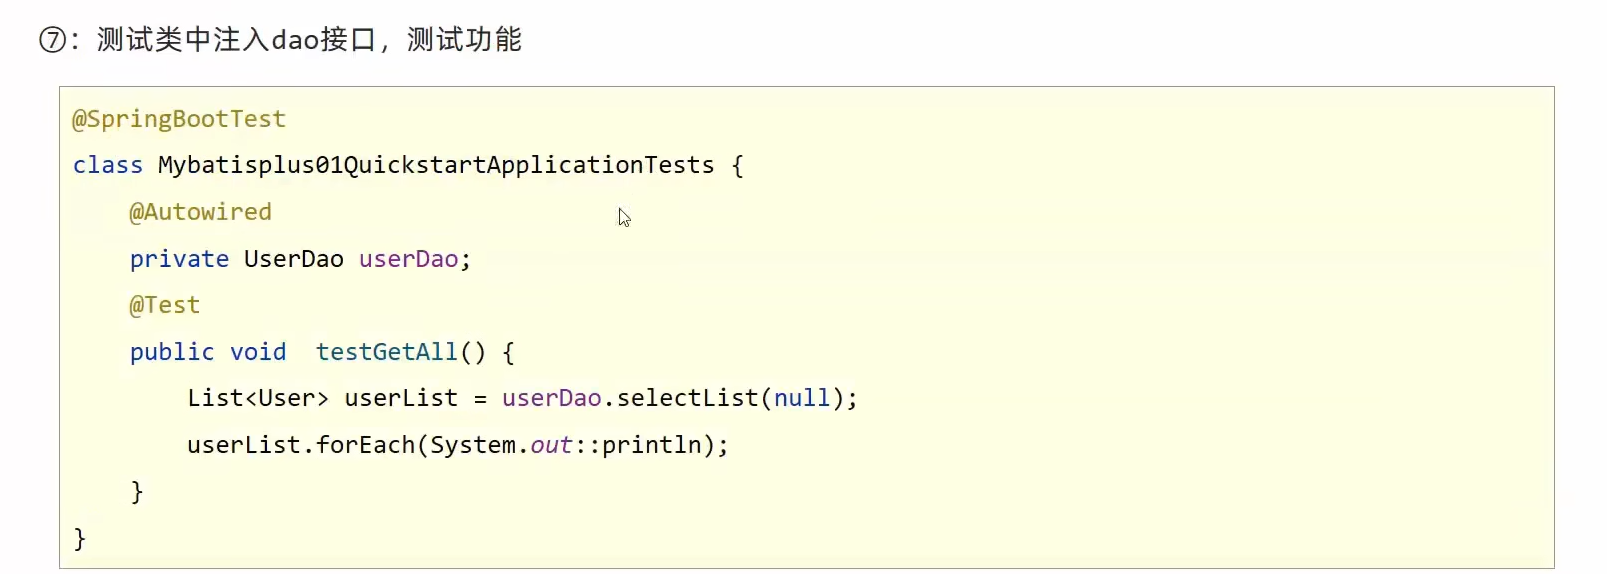 ⑦：测试类中注入dao接口，测试功能
@SpringBootTest
class Mybatisplus01QuickstartApplicationTests {
    @Autowired
    private UserDao userDao;
    @Test
    public void  testGetAll() {
        List<User> userList = userDao.selectList(null);
        userList.forEach(System.out::println);
    }
}